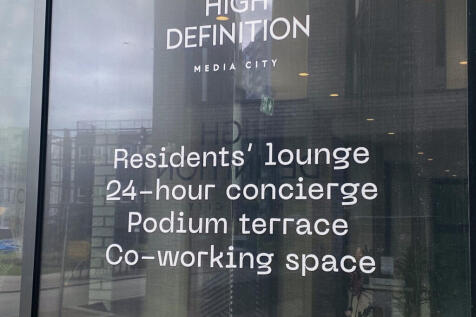 HIGH
DEFINITION
MEDIA CITY
Residents' lounge
24-hour concierge
Podium terrace
Co-working space